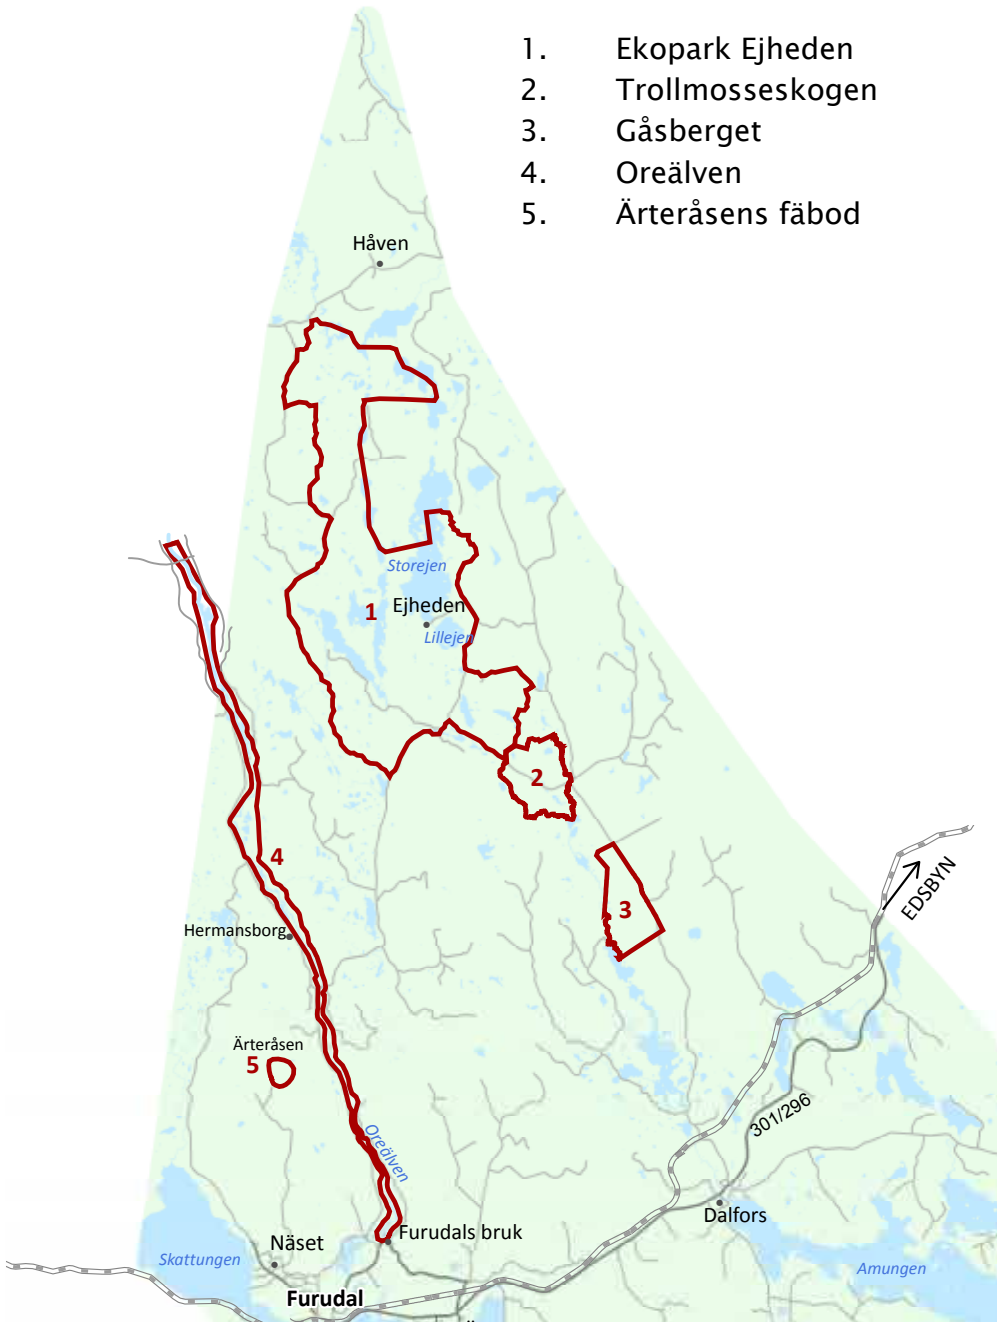 1. Ekopark Ejheden
2. Trollmosseskogen
3. Gåsberget
4. Oreälven
5. Ärteråsens fäbod
Håven
Storejen
1
Ejheden
Lillejen
2
4
3
EDSBYN
Hermansborg
Ärteråsen
5
301/296
Oreälven
Dalfors
Furudals bruk
Näset
Skattungen
Amungen
Furudal